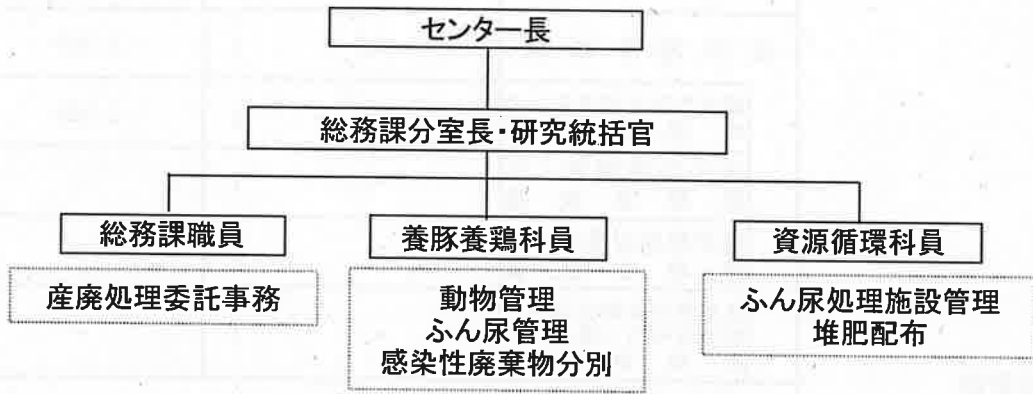 センター長
総務課分室長・研究統括官
総務課職員
養豚養鶏科員
資源循環科員
産廃処理委託事務
動物管理
ふん尿管理
感染性廃棄物分別
ふん尿処理施設管理
堆肥配布